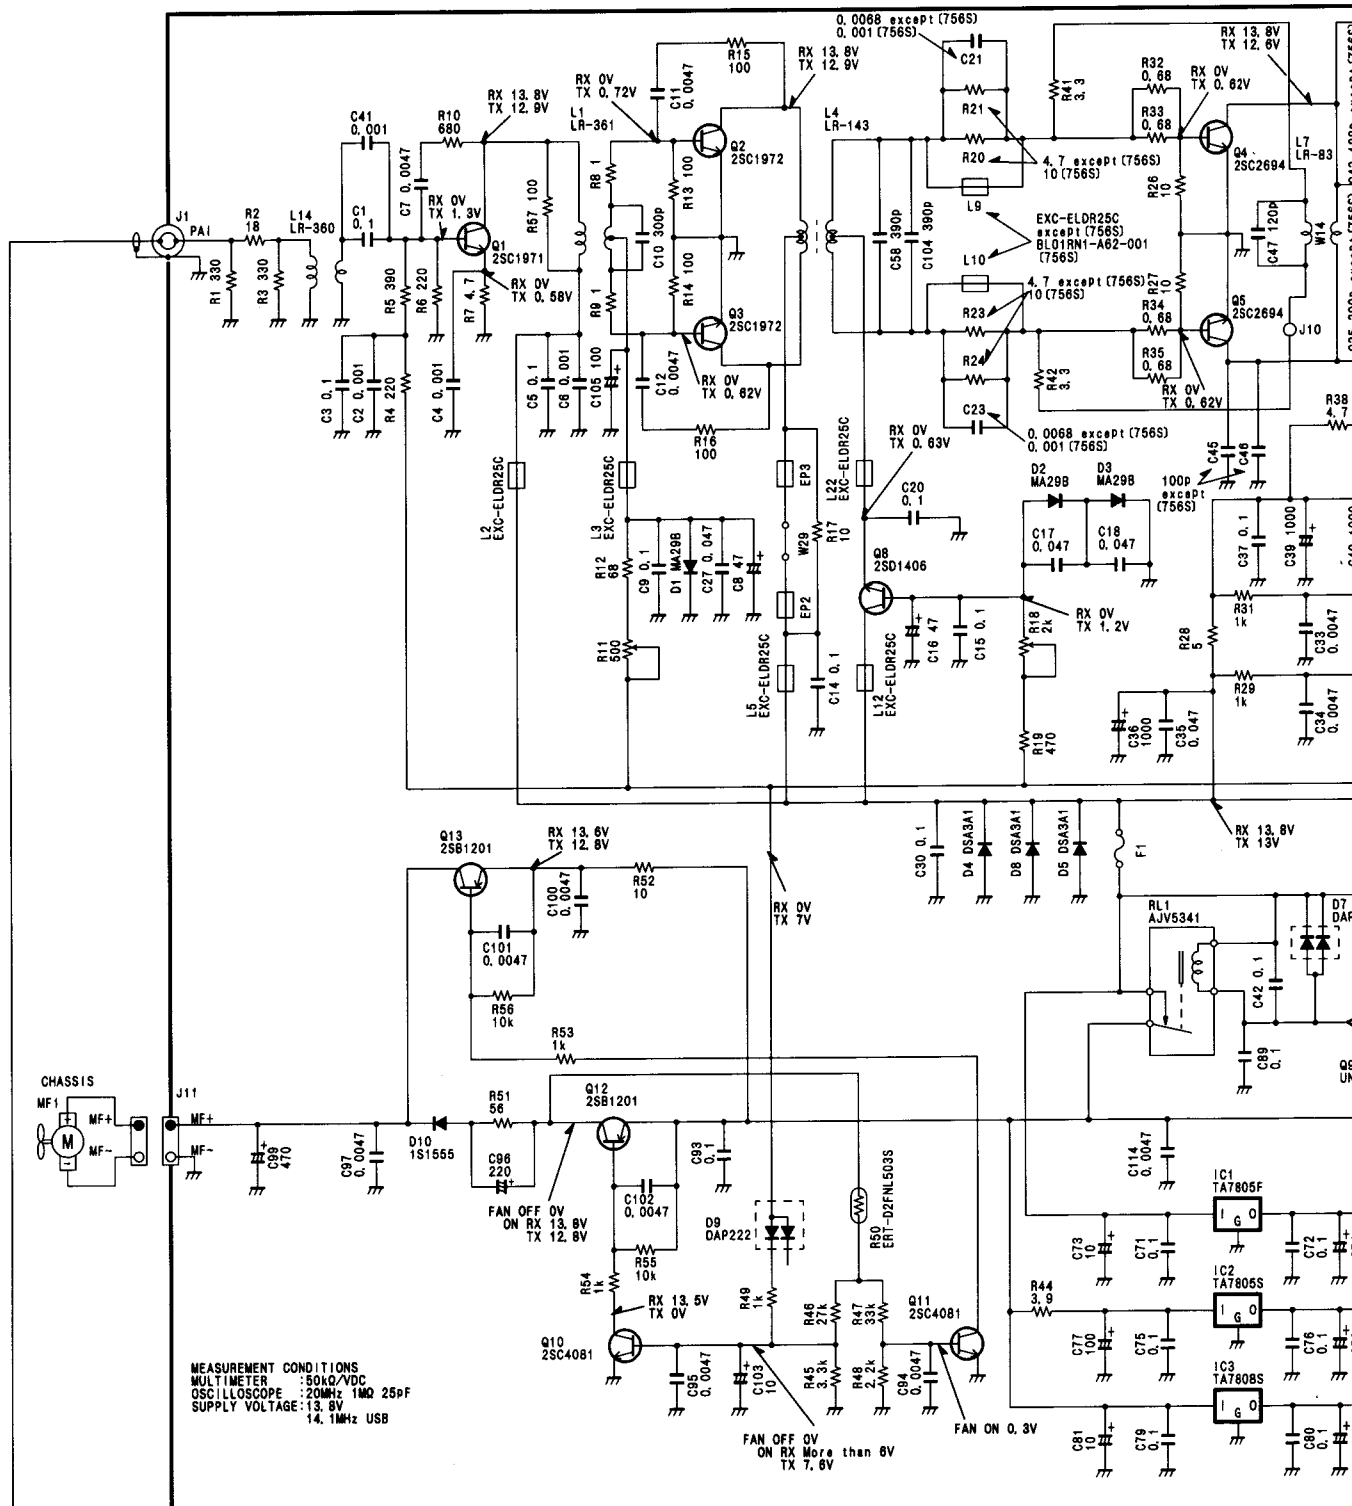 0.0068 except (756S)
0.001 (756S)
C21
R15
100
RX 13.8V
TX 12.9V
RX 13.8V
TX 12.6V
C41
0.001
R10
680
RX 13.8V
TX 12.9V
RX 0V
TX 0.72V
C11
0.0047
L1
LR-361
L4
LR-143
R21
R41
3.3
R32
0.68
R33
0.68
RX 0V
TX 0.62V
Q2
2SC1972
Q4
2SC2694
L7
LR-83
R20
4.7 except (756S)
10 (756S)
C7 0.0047
R57 100
R8 1
R13 100
C10 300p
C58 390p
C104 390p
L9
R26
10
C47 120p
W14
J1
PAI
R2
18
L14
LR-360
C1
0.1
RX 0V
TX 1.3V
Q1
2SC1971
EXC-ELDR25C
except (756S)
BL01RN1-A62-001
(756S)
L10
R1 330
R3 330
R5 390
R6 220
R7 4.7
RX 0V
TX 0.58V
R9 1
R14 100
4.7 except (756S)
10 (756S)
R27
10
Q3
2SC1972
R23
R34
0.68
Q5
2SC2694
J10
C3 0.1
C2 0.001
R4 220
C4 0.001
C5 0.1
C6 0.001
C105 100
C12
0.0047
RX 0V
TX 0.62V
R24
R42
3.3
R35
0.68
RX 0V
TX 0.62V
C23
R16
100
RX 0V
TX 0.63V
0.0068 except (756S)
0.001 (756S)
C45
C46
R38
4.7
L2
EXC-ELDR25C
L3
EXC-ELDR25C
EP3
L22
EXC-ELDR25C
C20
0.1
D2
MA29B
D3
MA29B
100p
except
(756S)
R12
68
C9 0.1
D1 MA29B
C27 0.047
C8 47
W29
R17
10
Q8
2SD1406
C17
0.047
C18
0.047
C37 0.1
C39 1000
EP2
R11
500
R18
2k
RX 0V
TX 1.2V
R31
1k
C33
0.0047
R28
5
L5
EXC-ELDR25C
C14 0.1
L12
EXC-ELDR25C
C16 47
C15 0.1
R29
1k
C34
0.0047
R19
470
C36
1000
C35
0.047
Q13
2SB1201
RX 13.6V
TX 12.8V
R52
10
C100
0.0047
RX 0V
TX 7V
C30 0.1
D4 DSA3A1
D8 DSA3A1
D5 DSA3A1
F1
RX 13.8V
TX 13V
C101
0.0047
R56
10k
RL1
AJV5341
D7
DAP
C42 0.1
R53
1k
C89
0.1
CHASSIS
MF1
MF+
MF-
M
J11
MF+
MF-
R51
56
Q12
2SB1201
Q9
UN
C99
470
C97
0.0047
D10
1S1555
C96
220
C93
0.1
C114
0.0047
C102
0.0047
FAN OFF 0V
ON RX 13.8V
TX 12.8V
D9
DAP222
R50
ERT-D2FNL503S
IC1
TA7805F
I G O
R55
10k
C73
10
C71
0.1
C72
0.1
R54
1k
RX 13.5V
TX 0V
R49
1k
R46
27k
R47
33k
Q11
2SC4081
R44
3.9
IC2
TA7805S
I G O
Q10
2SC4081
C95
0.0047
C103
10
R45
3.3k
R48
2.2k
C94
0.0047
C77
100
C75
0.1
C76
0.1
MEASUREMENT CONDITIONS
MULTIMETER :50kΩ/VDC
OSCILLOSCOPE :20MHz 1MΩ 25pF
SUPPLY VOLTAGE:13.8V
14.1MHz USB
FAN ON 0.3V
IC3
TA7808S
I G O
FAN OFF 0V
ON RX More than 6V
TX 7.6V
C81
10
C79
0.1
C80
0.1